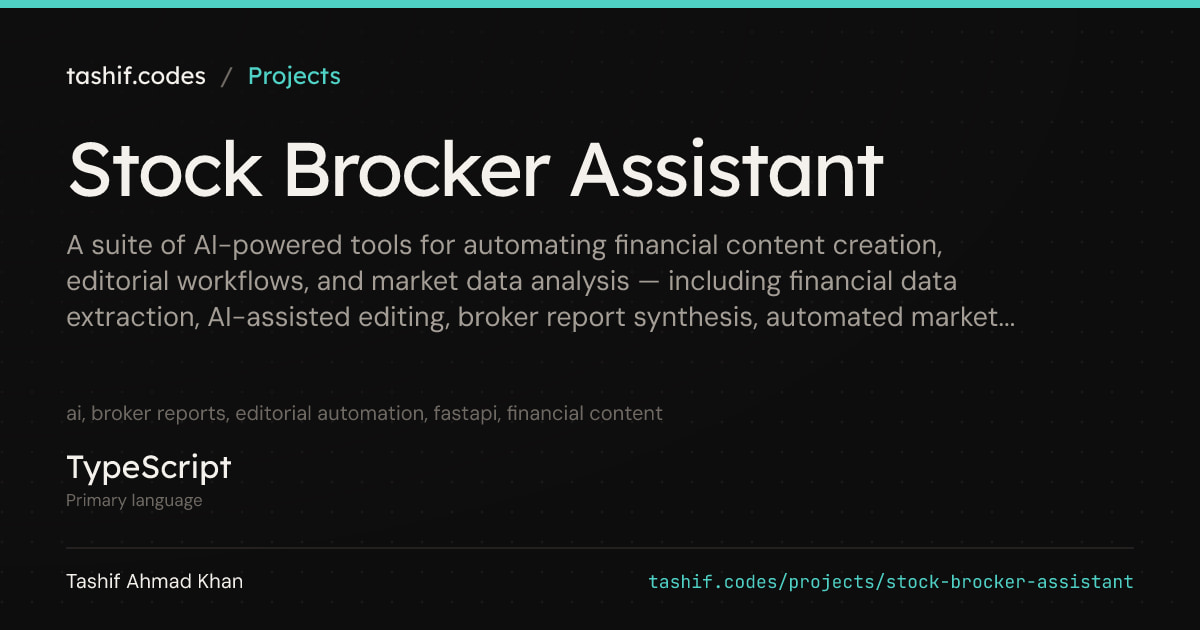 tashif.codes / Projects
Stock Brocker Assistant
A suite of AI-powered tools for automating financial content creation,
editorial workflows, and market data analysis — including financial data
extraction, AI-assisted editing, broker report synthesis, automated market...
ai, broker reports, editorial automation, fastapi, financial content
TypeScript
Primary language
Tashif Ahmad Khan
tashif.codes/projects/stock-brocker-assistant